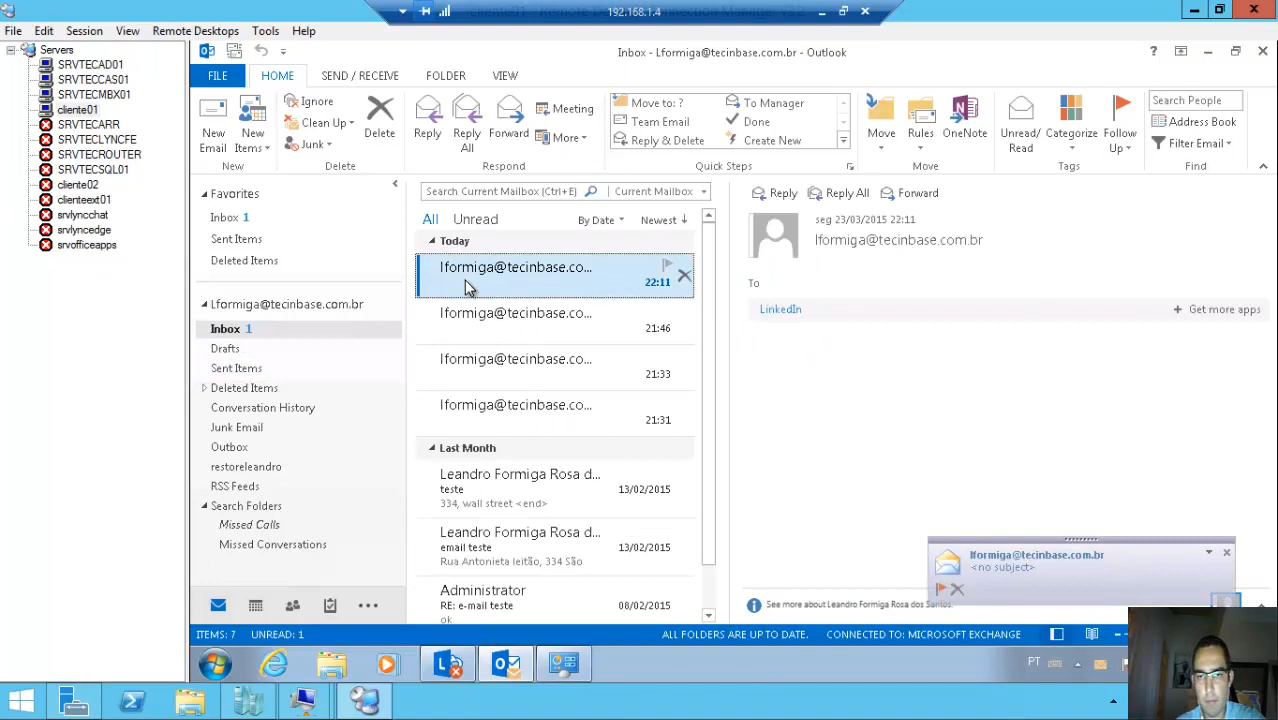 192.168.1.4
File Edit Session View Remote Desktops Tools Help
Servers
SRVTECAD01
SRVTECCAS01
SRVTECMBX01
cliente01
SRVTECARR
SRVTECLYNCFE
SRVTECROUTER
SRVTECSQL01
cliente02
clienteext01
srvlyncchat
srvlyncedge
srvofficeapps
Inbox - Lformiga@tecinbase.com.br - Outlook
FILE HOME SEND / RECEIVE FOLDER VIEW
New Email
New Items
New
Ignore
Clean Up
Junk
Delete
Delete
Reply
Reply All
Forward
Meeting
More
Respond
Move to: ?
Team Email
Reply & Delete
To Manager
Done
Create New
Quick Steps
Move
Rules
OneNote
Move
Unread/ Read
Categorize
Follow Up
Tags
Search People
Address Book
Filter Email
Find
Favorites
Inbox 1
Sent Items
Deleted Items
Lformiga@tecinbase.com.br
Inbox 1
Drafts
Sent Items
Deleted Items
Conversation History
Junk Email
Outbox
restoreleandro
RSS Feeds
Search Folders
Missed Calls
Missed Conversations
Search Current Mailbox (Ctrl+E) Current Mailbox
All Unread By Date Newest
Today
lformiga@tecinbase.co...
22:11
lformiga@tecinbase.co...
21:46
lformiga@tecinbase.co...
21:33
lformiga@tecinbase.co...
21:31
Last Month
Leandro Formiga Rosa d...
teste 13/02/2015
334, wall street <end>
Leandro Formiga Rosa d...
email teste 13/02/2015
Rua Antonieta leitão, 334 São
Administrator
RE: e-mail teste 08/02/2015
ok
Reply Reply All Forward
seg 23/03/2015 22:11
lformiga@tecinbase.com.br
To
LinkedIn + Get more apps
lformiga@tecinbase.com.br
<no subject>
See more about Leandro Formiga Rosa dos Santos.
ITEMS: 7 UNREAD: 1 ALL FOLDERS ARE UP TO DATE. CONNECTED TO: MICROSOFT EXCHANGE
PT